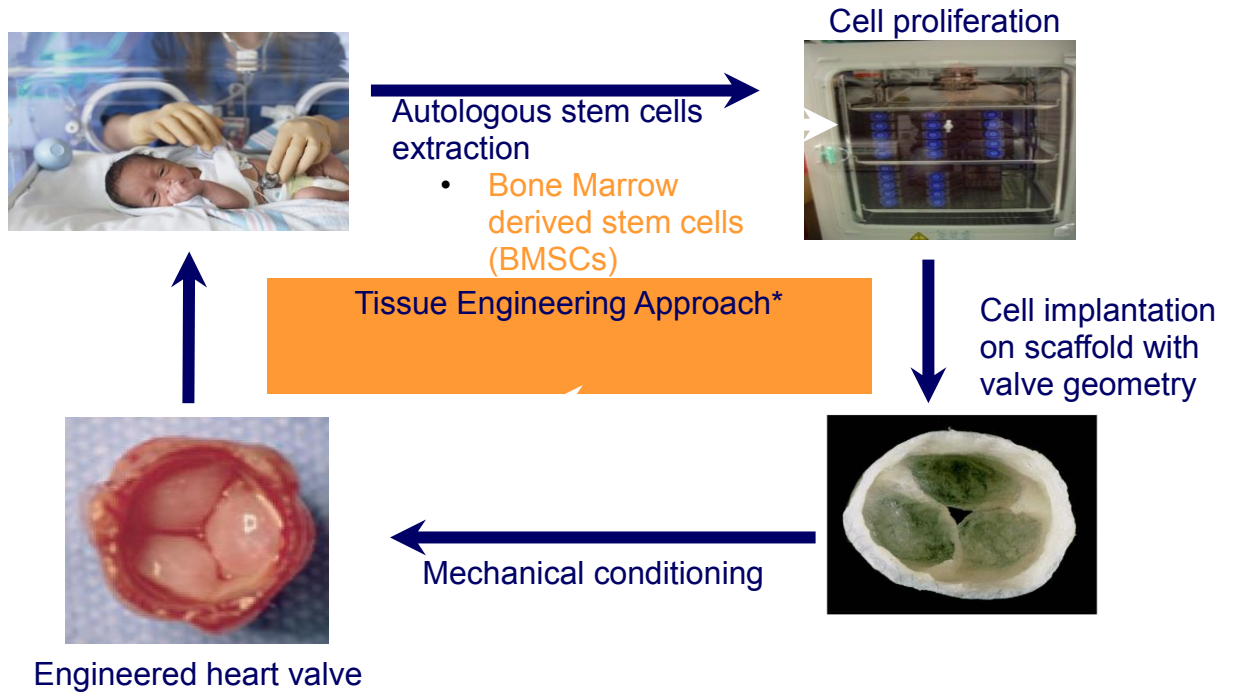 Cell proliferation
Autologous stem cells
extraction
• Bone Marrow
derived stem cells
(BMSCs)
Tissue Engineering Approach*
Cell implantation
on scaffold with
valve geometry
Mechanical conditioning
Engineered heart valve